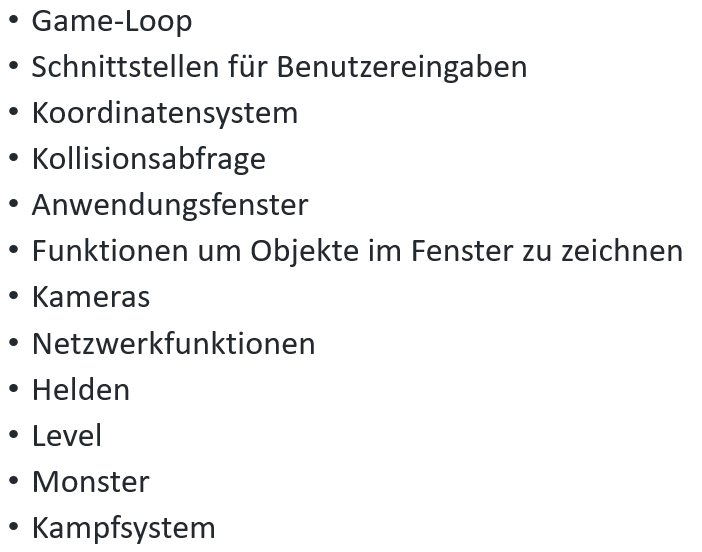 • Game-Loop
• Schnittstellen für Benutzereingaben
• Koordinatensystem
• Kollisionsabfrage
• Anwendungsfenster
• Funktionen um Objekte im Fenster zu zeichnen
• Kameras
• Netzwerkfunktionen
• Helden
• Level
• Monster
• Kampfsystem